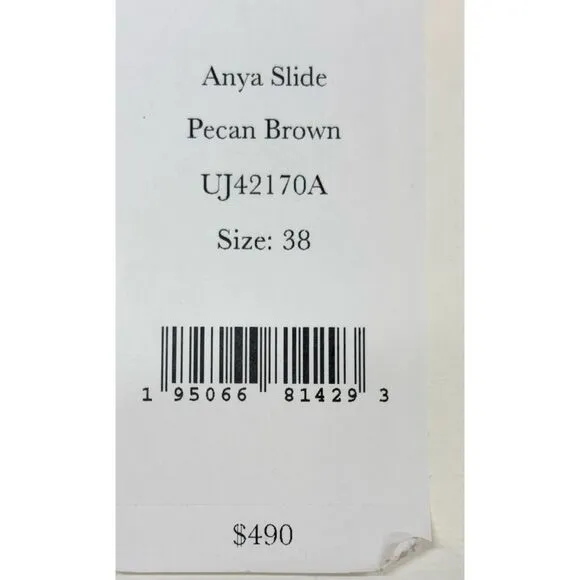 Anya Slide
Pecan Brown
UJ42170A
Size: 38
1 95066 81429 3
$490